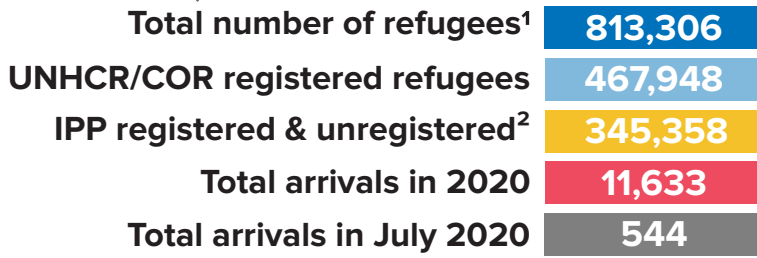 Total number of refugees¹ 813,306
UNHCR/COR registered refugees 467,948
IPP registered & unregistered² 345,358
Total arrivals in 2020 11,633
Total arrivals in July 2020 544